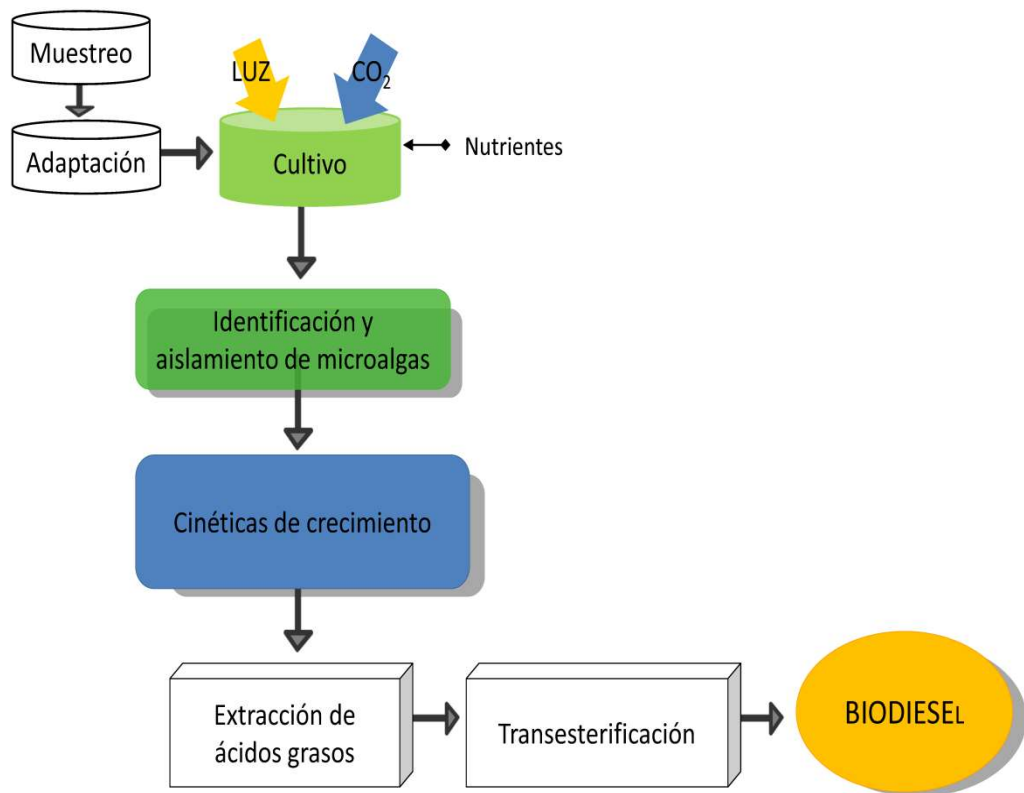 Muestreo
LUZ
CO₂
Adaptación
Cultivo
Nutrientes
Identificación y
aislamiento de microalgas
Cinéticas de crecimiento
Extracción de
ácidos grasos
Transesterificación
BIODIESEL